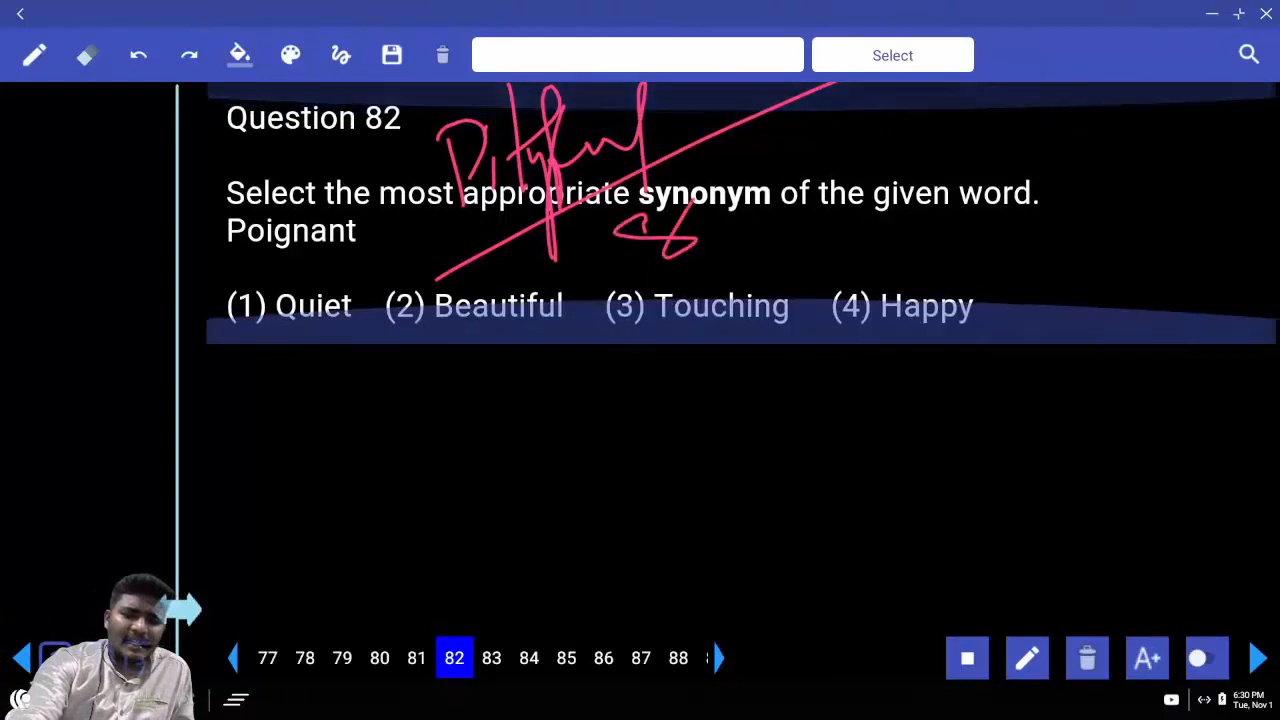 Select
Question 82
Pityful
Select the most appropriate synonym of the given word.
Poignant
(1) Quiet (2) Beautiful (3) Touching (4) Happy
77 78 79 80 81 82 83 84 85 86 87 88
A+
6:30 PM
Tue, Nov 1